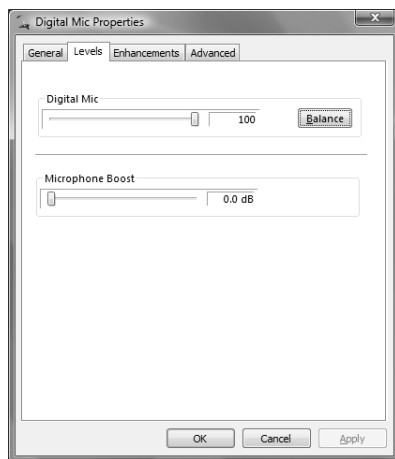 Digital Mic Properties
General Levels Enhancements Advanced
Digital Mic
100 Balance
Microphone Boost
0.0 dB
OK Cancel Apply